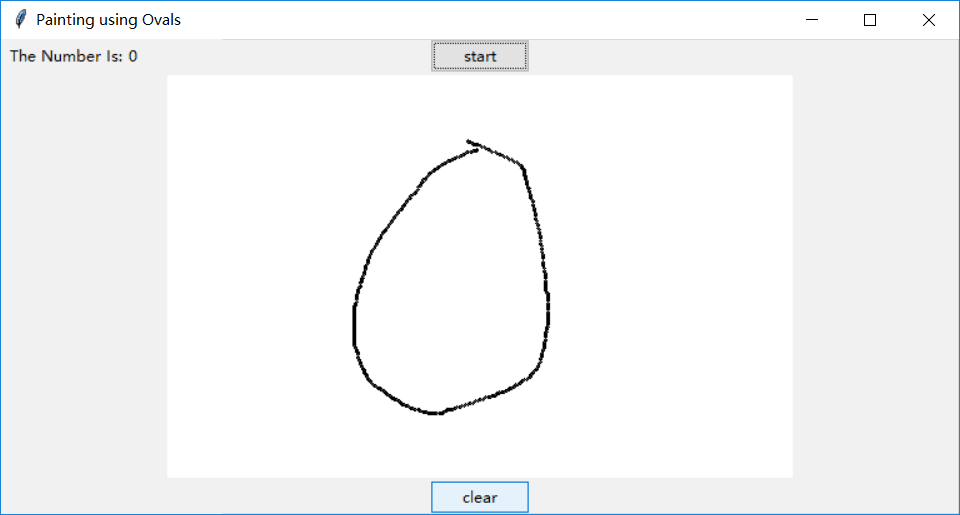 Painting using Ovals
The Number Is: 0
start
clear